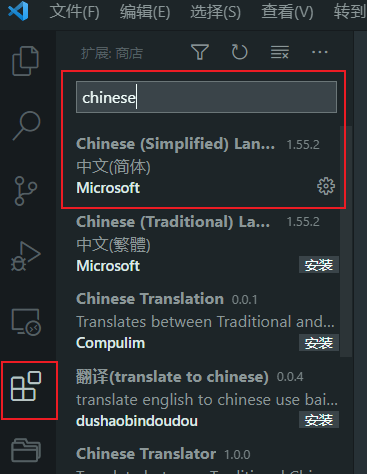 文件(F) 编辑(E) 选择(S) 查看(V) 转到
扩展: 商店
chinese
Chinese (Simplified) Lan... 1.55.2
中文(简体)
Microsoft
Chinese (Traditional) La... 1.55.2
中文(繁體)
Microsoft 安装
Chinese Translation 0.0.1
Translates between Traditional and...
Compulim 安装
翻译(translate to chinese) 0.0.4
translate english to chinese use bai...
dushaobindoudou 安装
Chinese Translator 1.0.0